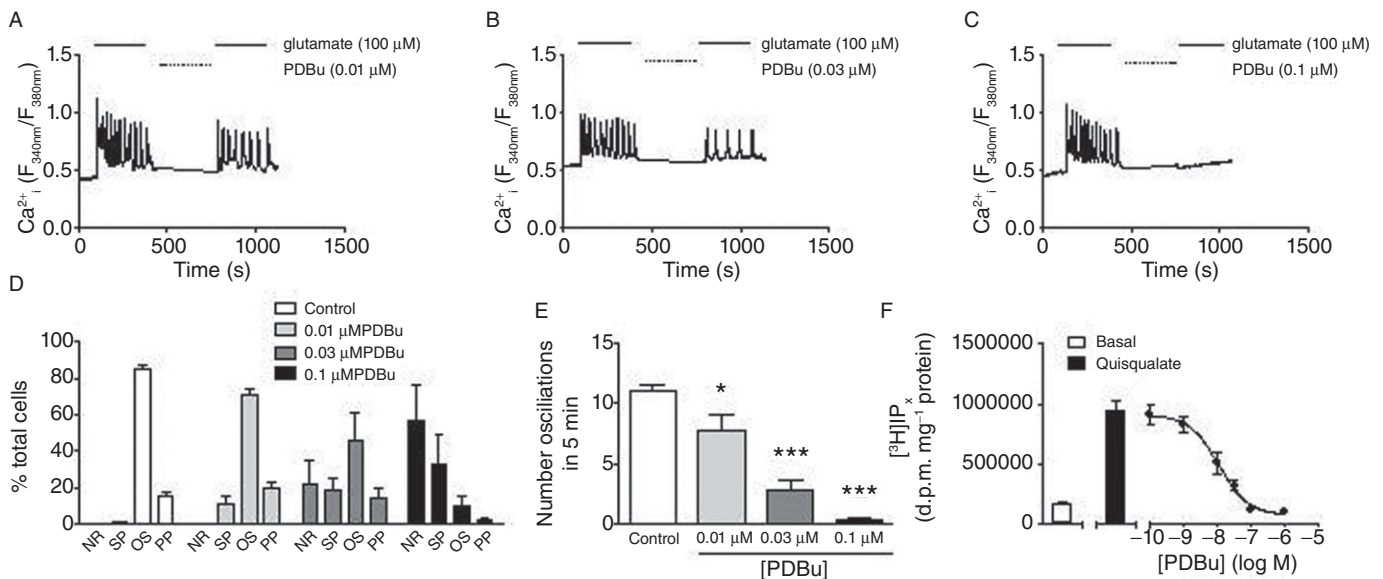 A
glutamate (100 μM)
PDBu (0.01 μM)
Ca²⁺ᵢ (F340nm/F380nm)
1.5
1.0
0.5
0.0
0 500 1000 1500
Time (s)
B
glutamate (100 μM)
PDBu (0.03 μM)
Ca²⁺ᵢ (F340nm/F380nm)
1.5
1.0
0.5
0.0
0 500 1000 1500
Time (s)
C
glutamate (100 μM)
PDBu (0.1 μM)
Ca²⁺ᵢ (F340nm/F380nm)
1.5
1.0
0.5
0.0
0 500 1000 1500
Time (s)
D
Control
0.01 μMPDBu
0.03 μMPDBu
0.1 μMPDBu
% total cells
100
80
60
40
20
0
NR SP OS PP NR SP OS PP NR SP OS PP NR SP OS PP
E
Number osciliations
in 5 min
15
10
5
0
*
***
***
Control 0.01 μM 0.03 μM 0.1 μM
[PDBu]
F
Basal
Quisqualate
[³H]IPₓ
(d.p.m. mg⁻¹ protein)
1500000
1000000
500000
0
−10 −9 −8 −7 −6 −5
[PDBu] (log M)